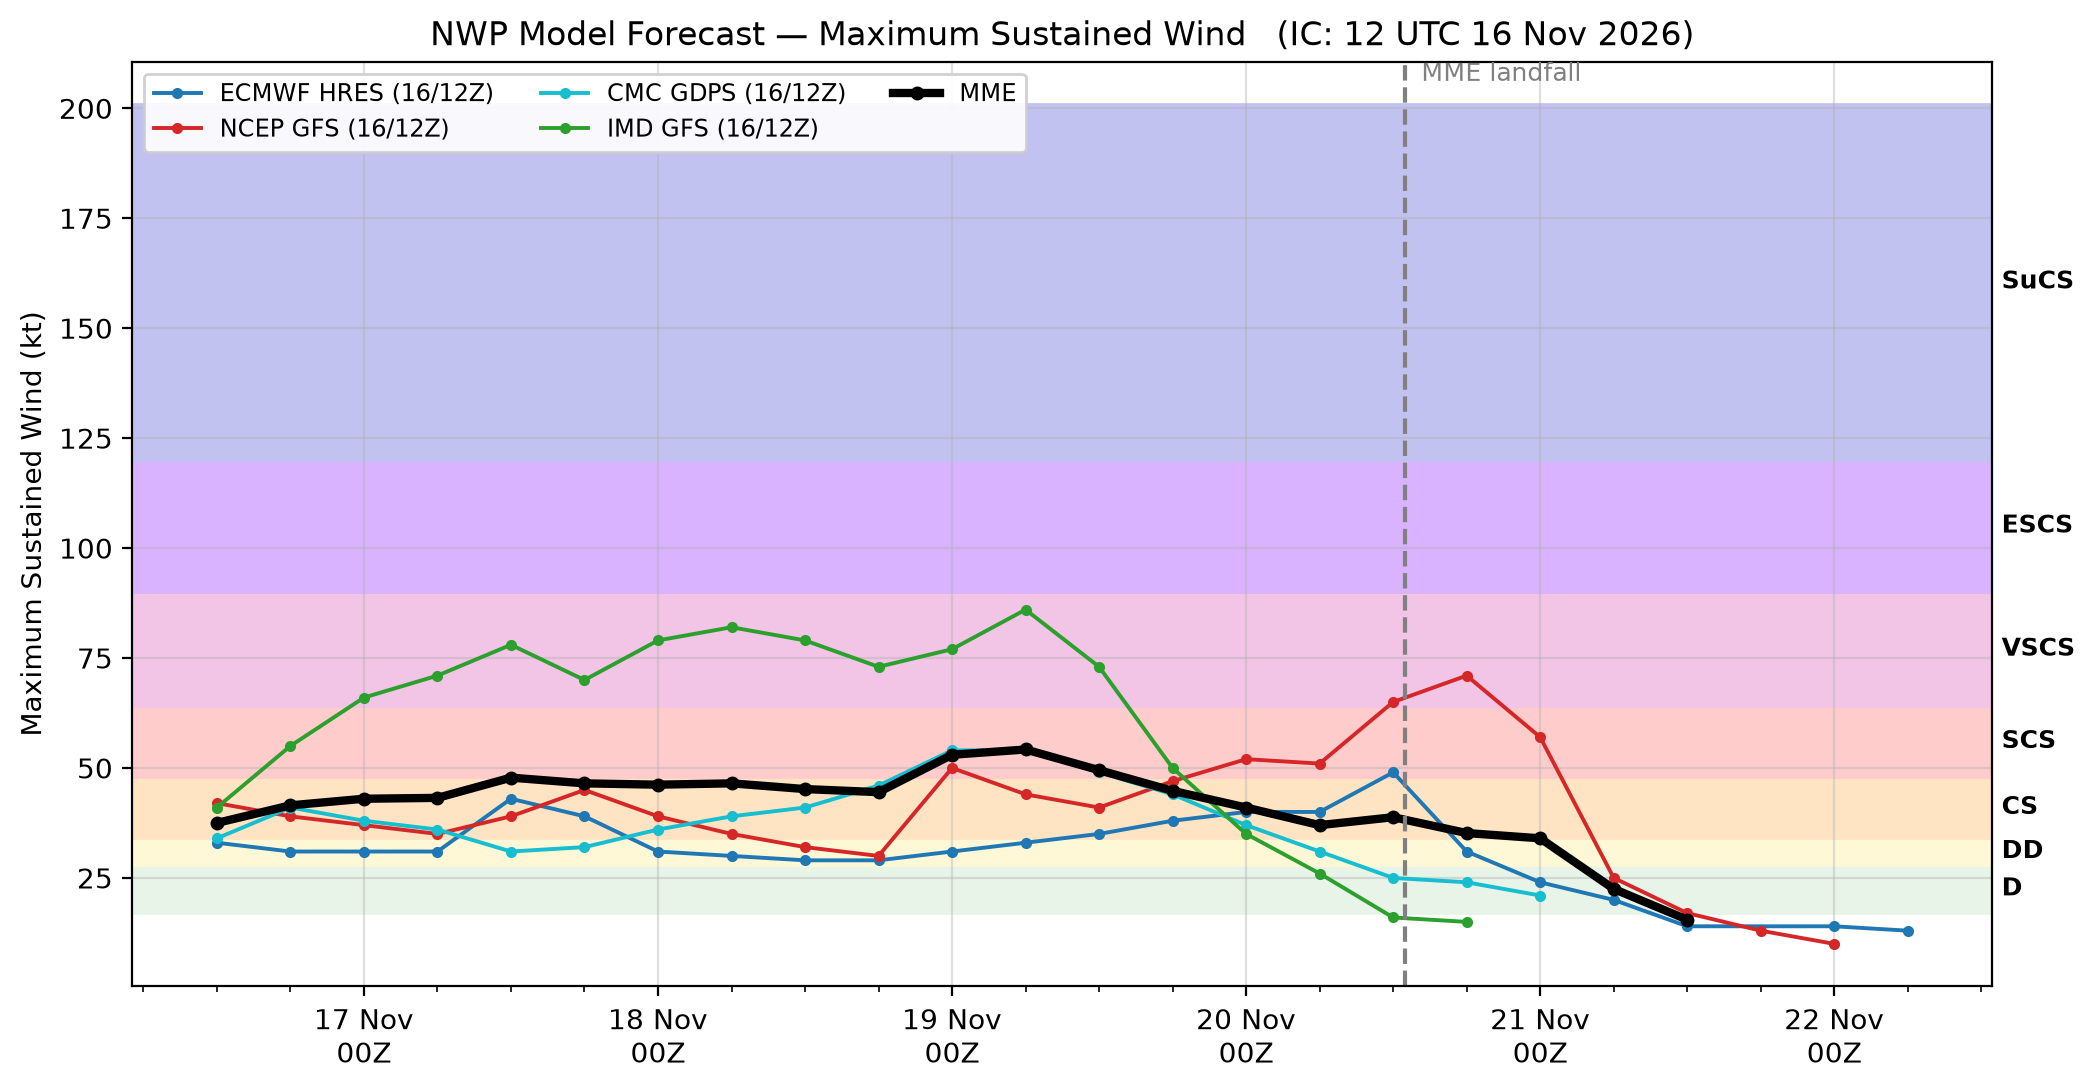 NWP Model Forecast — Maximum Sustained Wind (IC: 12 UTC 16 Nov 2026)
MME landfall
ECMWF HRES (16/12Z)
NCEP GFS (16/12Z)
CMC GDPS (16/12Z)
IMD GFS (16/12Z)
MME
Maximum Sustained Wind (kt)
200
175
150
125
100
75
50
25
SuCS
ESCS
VSCS
SCS
CS
DD
D
17 Nov
00Z
18 Nov
00Z
19 Nov
00Z
20 Nov
00Z
21 Nov
00Z
22 Nov
00Z